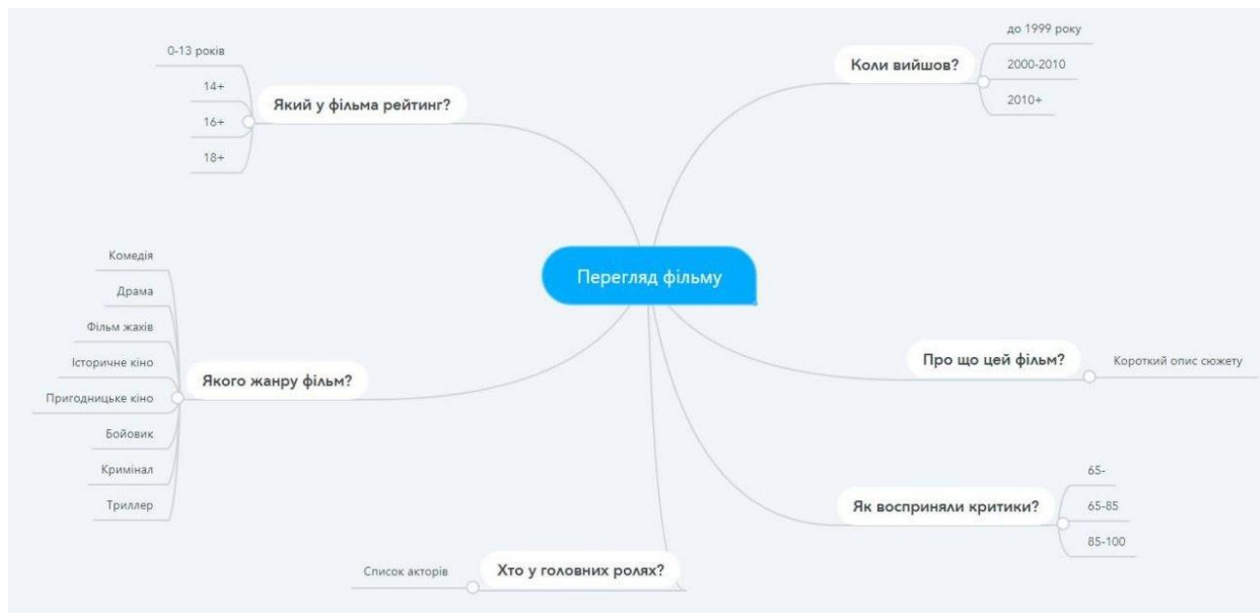 Перегляд фільму
Який у фільма рейтинг?
0-13 років
14+
16+
18+
Якого жанру фільм?
Комедія
Драма
Фільм жахів
Історичне кіно
Пригодницьке кіно
Бойовик
Кримінал
Триллер
Хто у головних ролях?
Список акторів
Коли вийшов?
до 1999 року
2000-2010
2010+
Про що цей фільм?
Короткий опис сюжету
Як восприняли критики?
65-
65-85
85-100